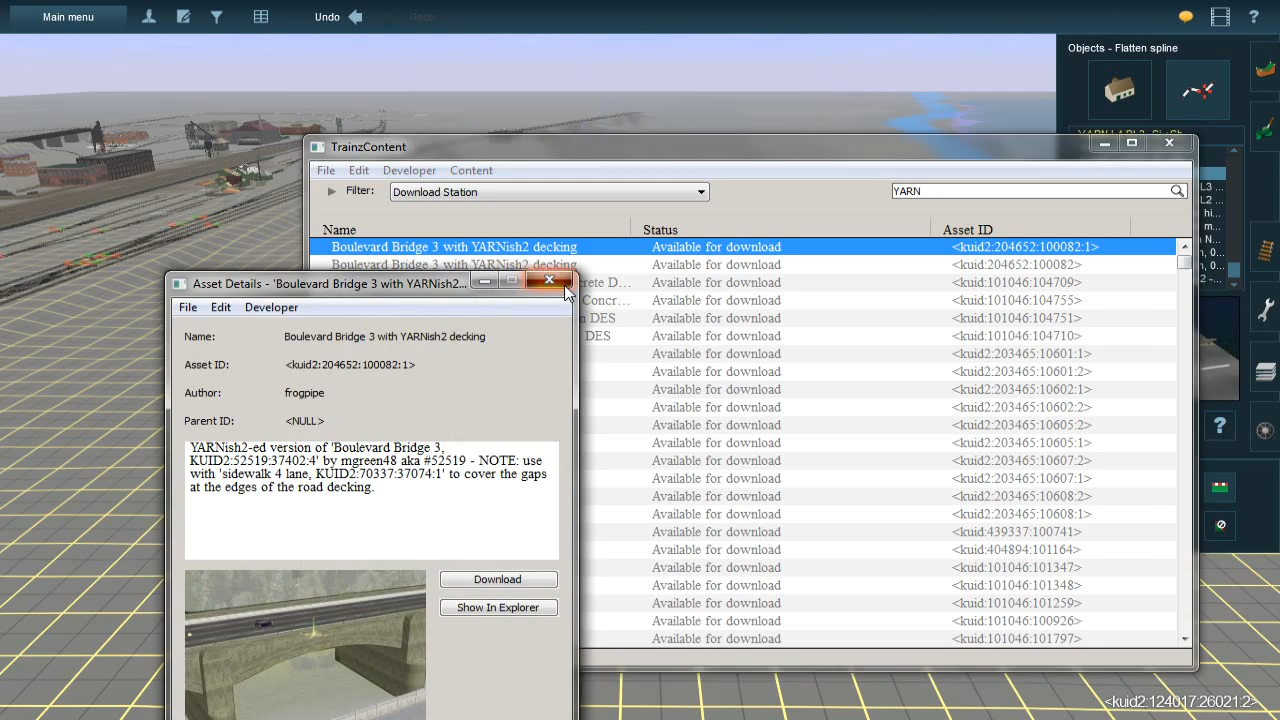 Main menu
Undo
Redo
Objects - Flatten spline
TrainzContent
File Edit Developer Content
Filter: Download Station YARN
Name Status Asset ID
Boulevard Bridge 3 with YARNish2 decking Available for download <kuid2:204652:100082:1>
Boulevard Bridge 3 with YARNish2 decking Available for download <kuid:204652:100082>
crete D... Available for download <kuid:101046:104709>
Concr... Available for download <kuid:101046:104755>
DES Available for download <kuid:101046:104751>
DES Available for download <kuid:101046:104710>
Available for download <kuid2:203465:10601:1>
Available for download <kuid2:203465:10601:2>
Available for download <kuid2:203465:10602:1>
Available for download <kuid2:203465:10602:2>
Available for download <kuid2:203465:10605:2>
Available for download <kuid2:203465:10605:1>
Available for download <kuid2:203465:10607:2>
Available for download <kuid2:203465:10607:1>
Available for download <kuid2:203465:10608:2>
Available for download <kuid2:203465:10608:1>
Available for download <kuid:439337:100741>
Available for download <kuid:404894:101164>
Available for download <kuid:101046:101347>
Available for download <kuid:101046:101348>
Available for download <kuid:101046:101259>
Available for download <kuid:101046:100926>
Available for download <kuid:101046:101797>
Asset Details - 'Boulevard Bridge 3 with YARNish2...
File Edit Developer
Name: Boulevard Bridge 3 with YARNish2 decking
Asset ID: <kuid2:204652:100082:1>
Author: frogpipe
Parent ID: <NULL>
YARNish2-ed version of 'Boulevard Bridge 3,
KUID2:52519:37402:4' by mgreen48 aka #52519 - NOTE: use
with 'sidewalk 4 lane, KUID2:70337:37074:1' to cover the gaps
at the edges of the road decking.
Download
Show In Explorer
L3 ...
L2 ...
hi...
N...
n, 0...
n, 0...
<kuid2:124017:26021:2>